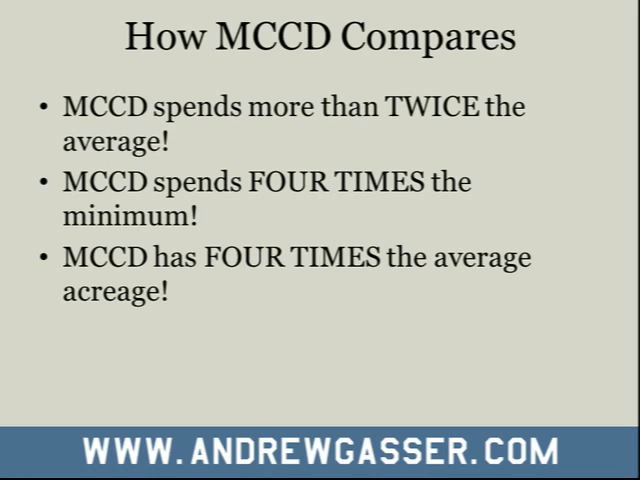 How MCCD Compares
• MCCD spends more than TWICE the
average!
• MCCD spends FOUR TIMES the
minimum!
• MCCD has FOUR TIMES the average
acreage!
WWW.ANDREWGASSER.COM